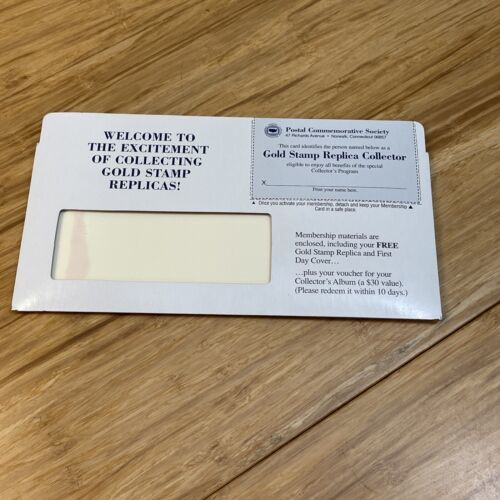 WELCOME TO
THE EXCITEMENT
OF COLLECTING
GOLD STAMP
REPLICAS!
Postal Commemorative Society
47 Richards Avenue • Norwalk, Connecticut 06857
This card identifies the person named below as a
Gold Stamp Replica Collector
eligible to enjoy all benefits of the special
Collector's Program
X
Print your name here.
▲ Once you activate your membership, detach and keep your Membership ▲
Card in a safe place.
Membership materials are
enclosed, including your FREE
Gold Stamp Replica and First
Day Cover...
...plus your voucher for your
Collector's Album (a $30 value).
(Please redeem it within 10 days.)